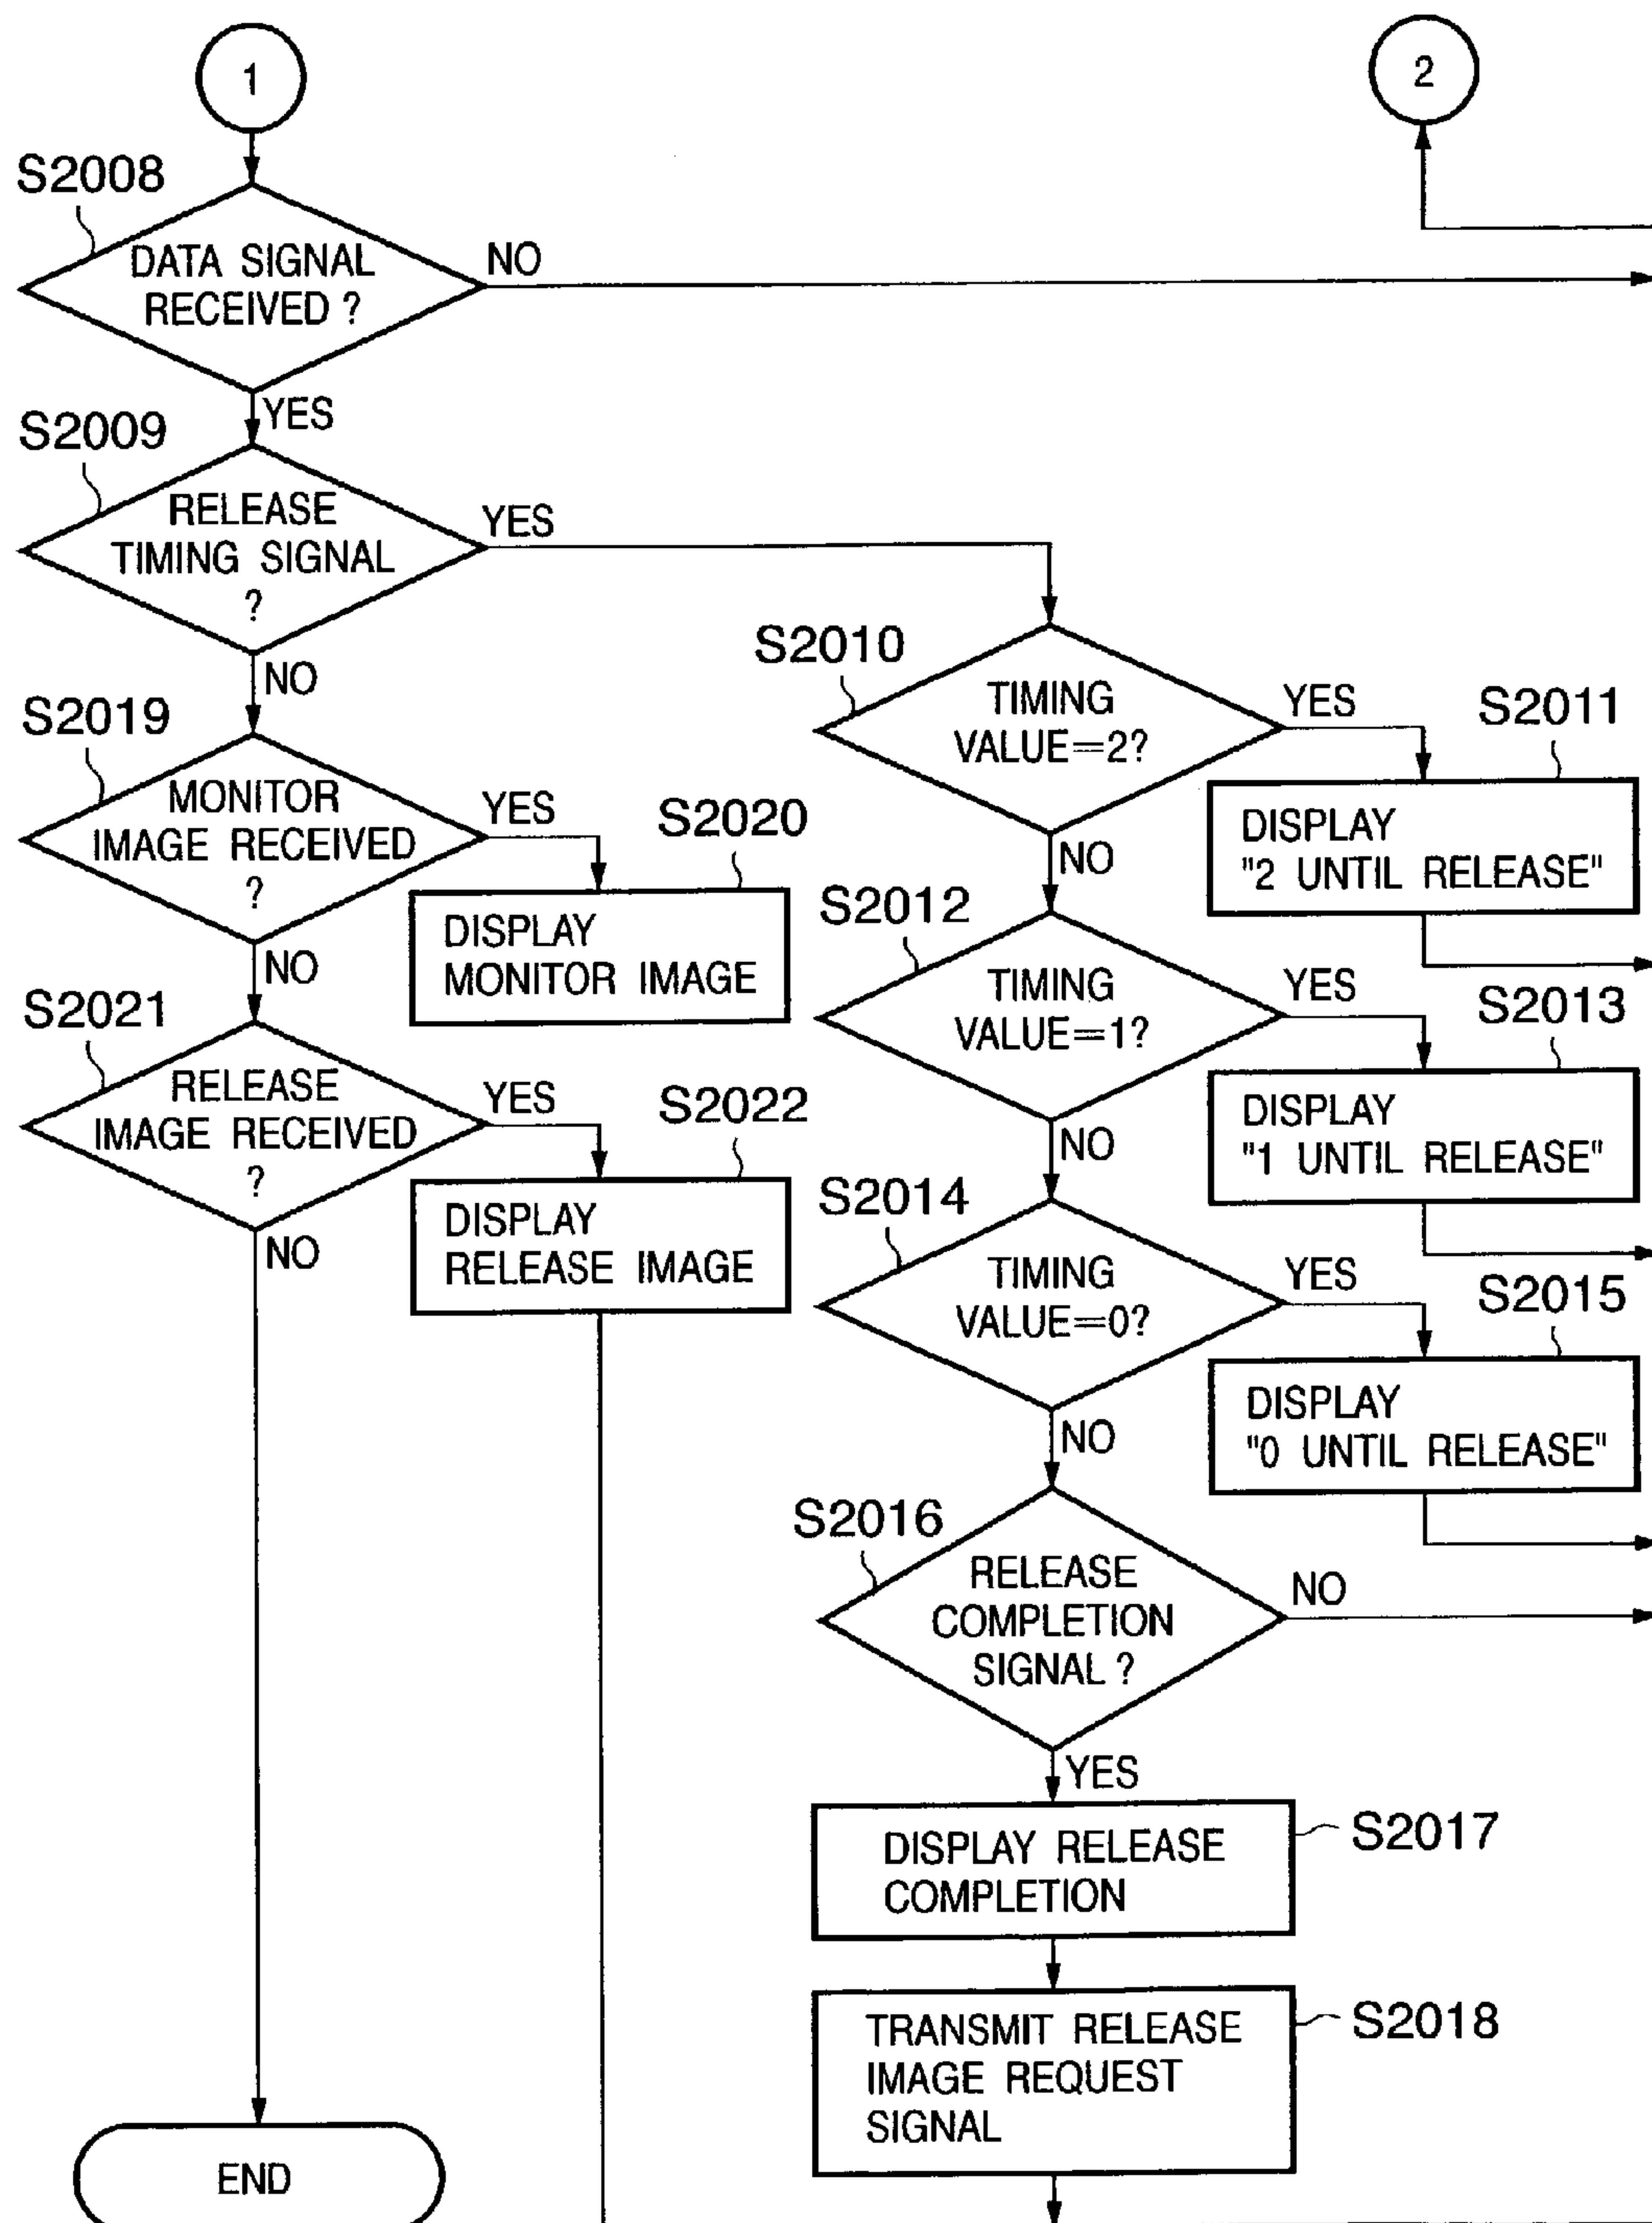 1
2
S2008
DATA SIGNAL
RECEIVED ?
NO
YES
S2009
RELEASE
TIMING SIGNAL
?
YES
NO
S2010
TIMING
VALUE=2?
YES
S2011
DISPLAY
"2 UNTIL RELEASE"
NO
S2019
MONITOR
IMAGE RECEIVED
?
YES
S2020
DISPLAY
MONITOR IMAGE
NO
S2012
TIMING
VALUE=1?
YES
S2013
DISPLAY
"1 UNTIL RELEASE"
NO
S2021
RELEASE
IMAGE RECEIVED
?
YES
S2022
DISPLAY
RELEASE IMAGE
NO
S2014
TIMING
VALUE=0?
YES
S2015
DISPLAY
"0 UNTIL RELEASE"
NO
S2016
RELEASE
COMPLETION
SIGNAL ?
NO
YES
DISPLAY RELEASE
COMPLETION
S2017
TRANSMIT RELEASE
IMAGE REQUEST
SIGNAL
S2018
END